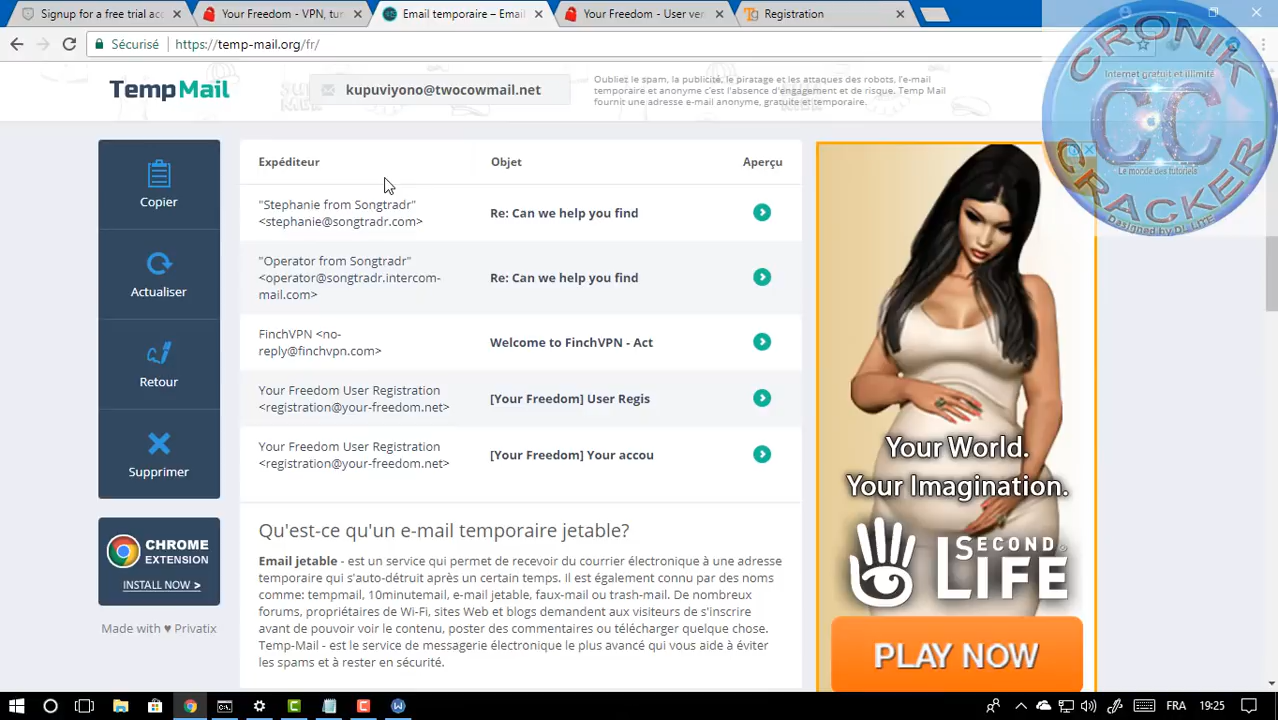 Signup for a free trial acc
Your Freedom - VPN, tur
Email temporaire – Emai
Your Freedom - User ver
Registration
Sécurisé
https://temp-mail.org/fr/
TempMail
kupuviyono@twocowmail.net
Oubliez le spam, la publicité, le piratage et les attaques des robots, l'e-mail
temporaire et anonyme c'est l'absence d'engagement et de risque. Temp Mail
fournit une adresse e-mail anonyme, gratuite et temporaire.
CRONIK
Internet gratuit et illimité
CC
Le monde des tutoriels
CRACKER
Designed by DL LITE
Copier
Actualiser
Retour
Supprimer
CHROME
EXTENSION
INSTALL NOW >
Made with ♥ Privatix
Expéditeur
Objet
Aperçu
"Stephanie from Songtradr"
<stephanie@songtradr.com>
Re: Can we help you find
"Operator from Songtradr"
<operator@songtradr.intercom-
mail.com>
Re: Can we help you find
FinchVPN <no-
reply@finchvpn.com>
Welcome to FinchVPN - Act
Your Freedom User Registration
<registration@your-freedom.net>
[Your Freedom] User Regis
Your Freedom User Registration
<registration@your-freedom.net>
[Your Freedom] Your accou
Qu'est-ce qu'un e-mail temporaire jetable?
Email jetable - est un service qui permet de recevoir du courrier électronique à une adresse
temporaire qui s'auto-détruit après un certain temps. Il est également connu par des noms
comme: tempmail, 10minutemail, e-mail jetable, faux-mail ou trash-mail. De nombreux
forums, propriétaires de Wi-Fi, sites Web et blogs demandent aux visiteurs de s'inscrire
avant de pouvoir voir le contenu, poster des commentaires ou télécharger quelque chose.
Temp-Mail - est le service de messagerie électronique le plus avancé qui vous aide à éviter
les spams et à rester en sécurité.
Your World.
Your Imagination.
SECOND
LIFE
PLAY NOW
FRA
19:25